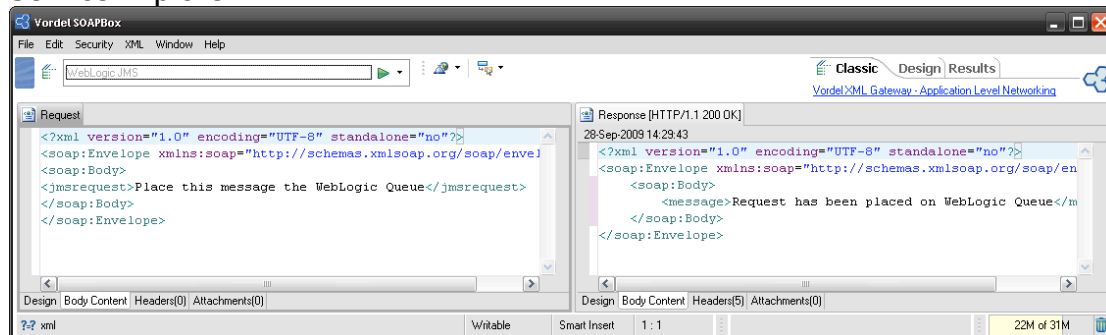 Vordel SOAPBox
File Edit Security XML Window Help
WebLogic JMS
Classic Design Results
Vordel XML Gateway - Application Level Networking
Request
<?xml version="1.0" encoding="UTF-8" standalone="no"?>
<soap:Envelope xmlns:soap="http://schemas.xmlsoap.org/soap/envel
<soap:Body>
<jmsrequest>Place this message the WebLogic Queue</jmsrequest>
</soap:Body>
</soap:Envelope>
Design Body Content Headers(0) Attachments(0)
Response [HTTP/1.1 200 OK]
28-Sep-2009 14:29:43
<?xml version="1.0" encoding="UTF-8" standalone="no"?>
<soap:Envelope xmlns:soap="http://schemas.xmlsoap.org/soap/en
<soap:Body>
<message>Request has been placed on WebLogic Queue</m
</soap:Body>
</soap:Envelope>
Design Body Content Headers(5) Attachments(0)
?=? xml Writable Smart Insert 1 : 1 22M of 31M